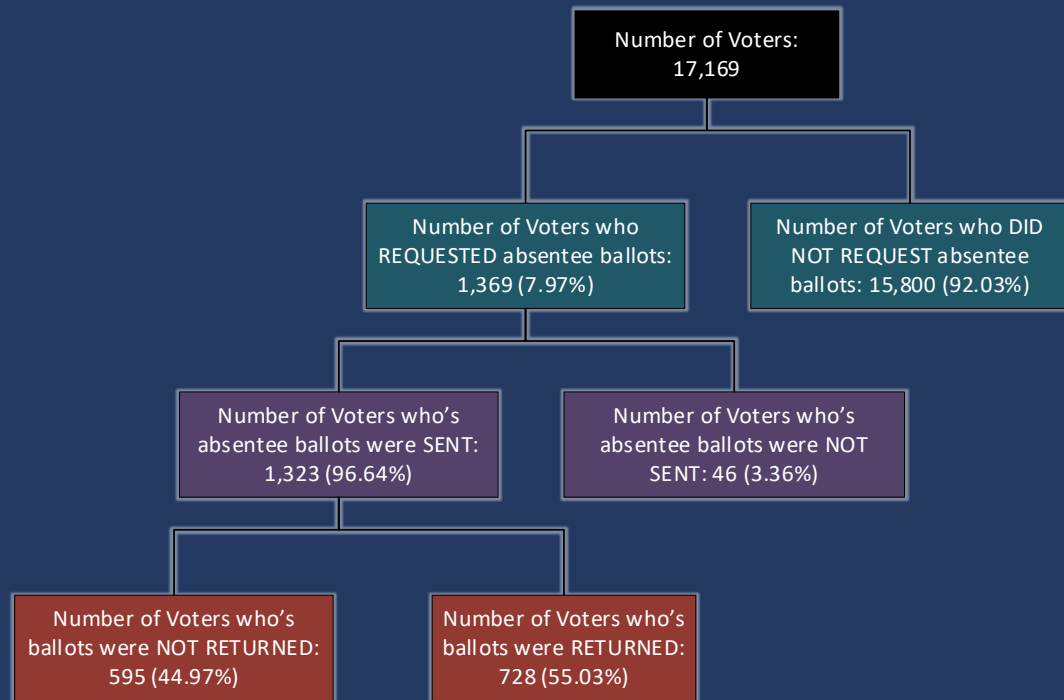 Number of Voters:
17,169
Number of Voters who
REQUESTED absentee ballots:
1,369 (7.97%)
Number of Voters who DID
NOT REQUEST absentee
ballots: 15,800 (92.03%)
Number of Voters who's
absentee ballots were SENT:
1,323 (96.64%)
Number of Voters who's
absentee ballots were NOT
SENT: 46 (3.36%)
Number of Voters who's
ballots were NOT RETURNED:
595 (44.97%)
Number of Voters who's
ballots were RETURNED:
728 (55.03%)